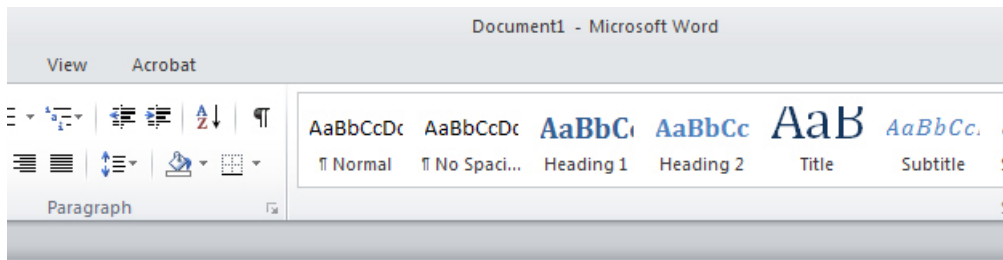 Document1 - Microsoft Word
View Acrobat
AaBbCcDc AaBbCcDc AaBbC AaBbCc AaB AaBbCc.
¶ Normal ¶ No Spaci... Heading 1 Heading 2 Title Subtitle
Paragraph